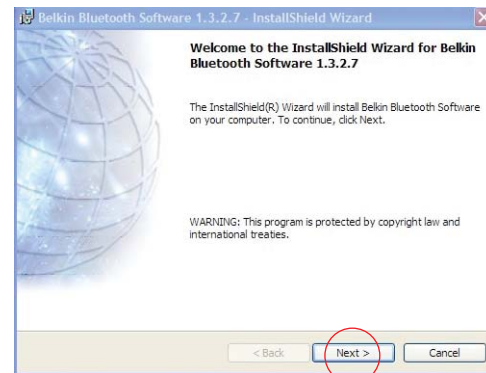 Belkin Bluetooth Software 1.3.2.7 - InstallShield Wizard
Welcome to the InstallShield Wizard for Belkin
Bluetooth Software 1.3.2.7
The InstallShield(R) Wizard will install Belkin Bluetooth Software
on your computer. To continue, click Next.
WARNING: This program is protected by copyright law and
international treaties.
< Back Next > Cancel